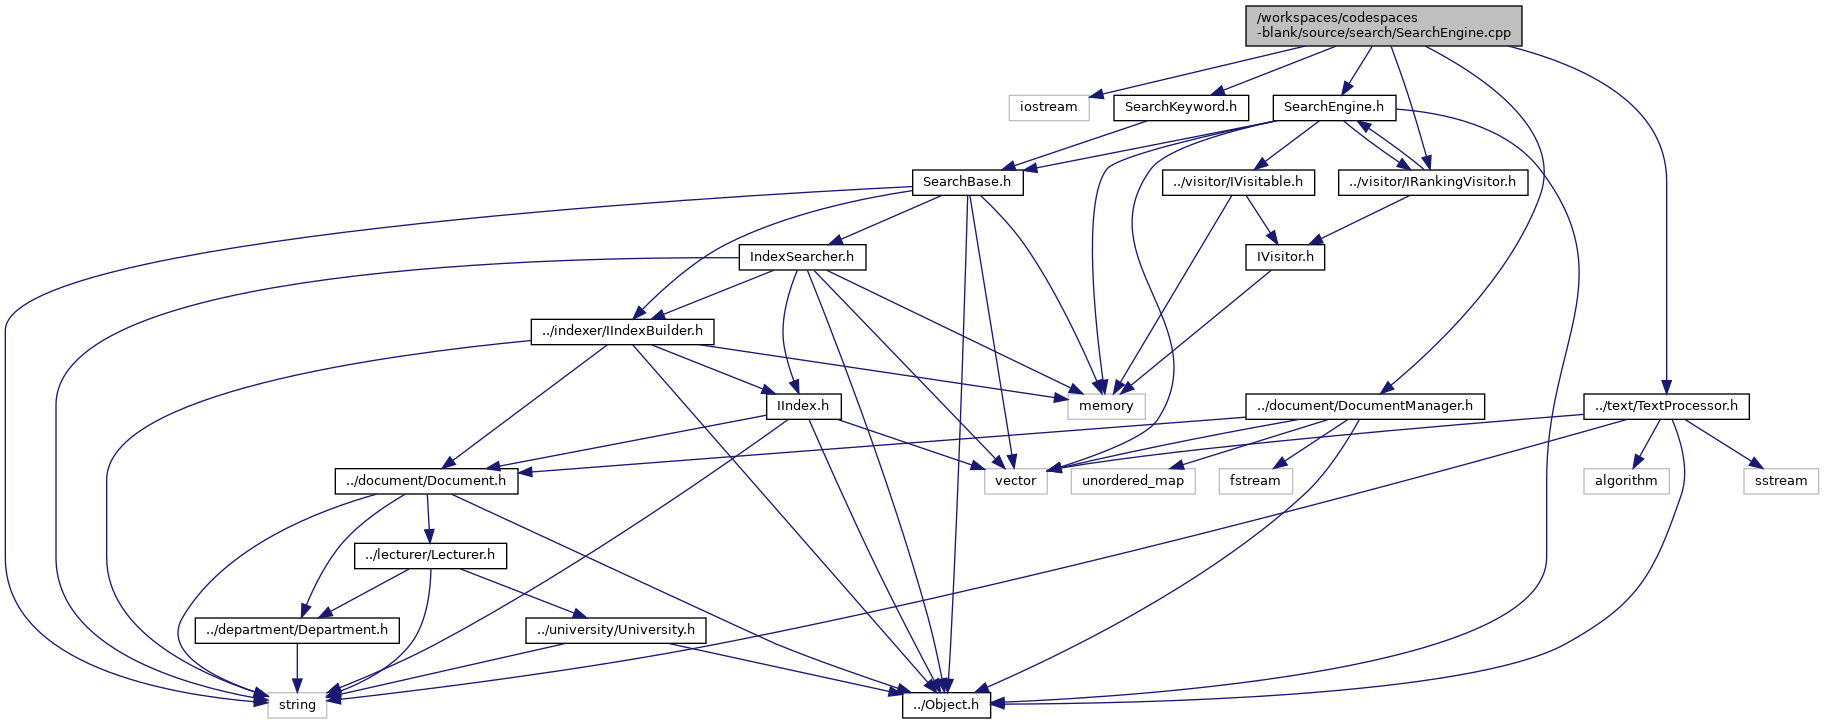 /workspaces/codespaces
-blank/source/search/SearchEngine.cpp
iostream
SearchKeyword.h
SearchEngine.h
SearchBase.h
../visitor/IVisitable.h
../visitor/IRankingVisitor.h
IndexSearcher.h
IVisitor.h
../indexer/IIndexBuilder.h
IIndex.h
memory
../document/DocumentManager.h
../text/TextProcessor.h
../document/Document.h
vector
unordered_map
fstream
algorithm
sstream
../lecturer/Lecturer.h
../department/Department.h
../university/University.h
string
../Object.h